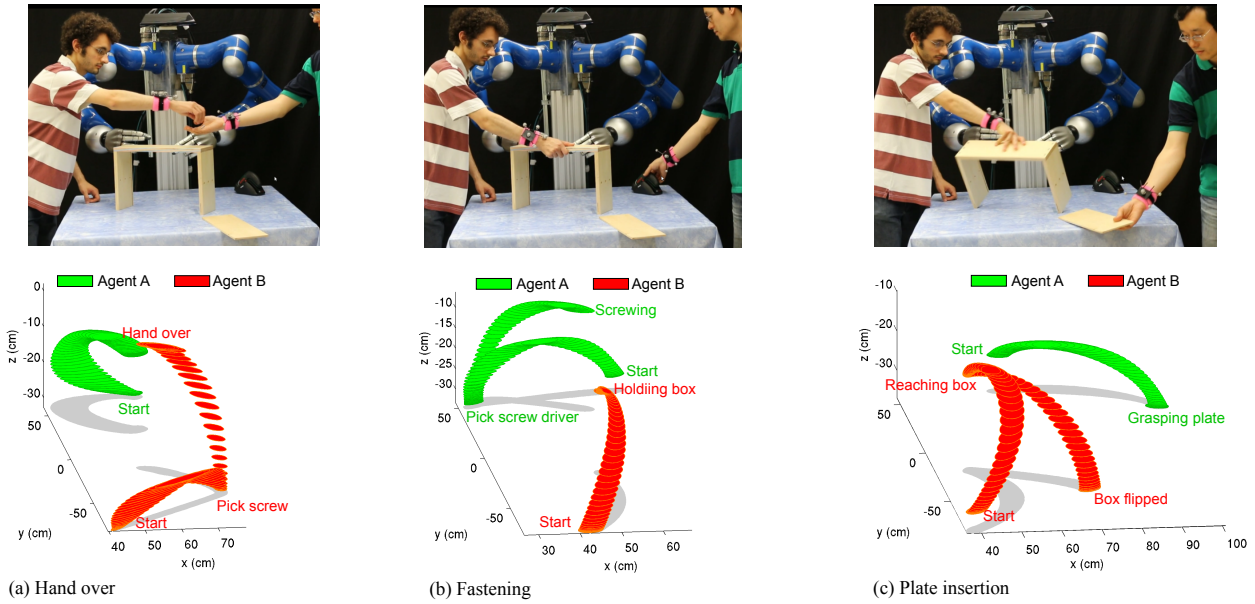 Agent A Agent B
0
-10
-20
-30
z (cm)
Hand over
Start
50
0
-50
y (cm)
Pick screw
Start
40 50 60 70
x (cm)
(a) Hand over
Agent A Agent B
-10
-15
-20
-25
-30
z (cm)
Screwing
Start
Holdiing box
Pick screw driver
50
0
-50
y (cm)
Start
30 40 50 60
x (cm)
(b) Fastening
Agent A Agent B
-10
-20
-30
z (cm)
Start
Reaching box
Grasping plate
50
0
-50
y (cm)
Box flipped
Start
40 50 60 70 80 90 100
x (cm)
(c) Plate insertion